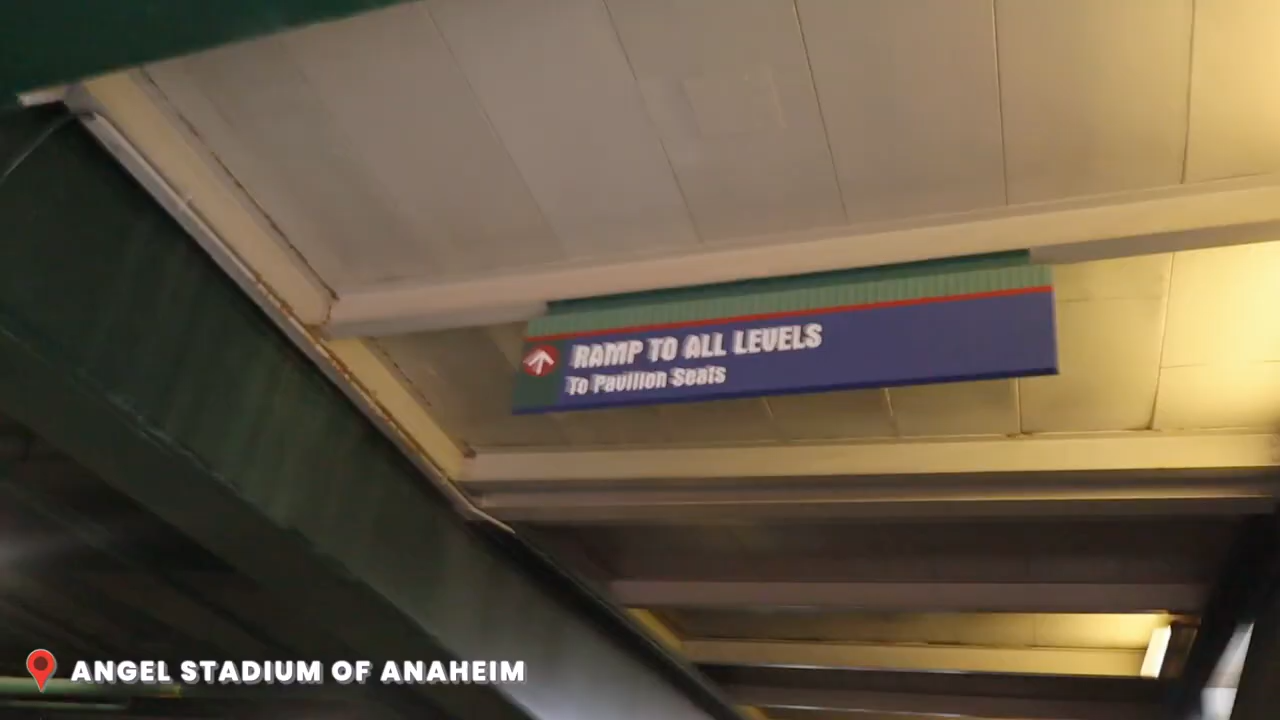 RAMP TO ALL LEVELS
To Pavilion Seats
ANGEL STADIUM OF ANAHEIM